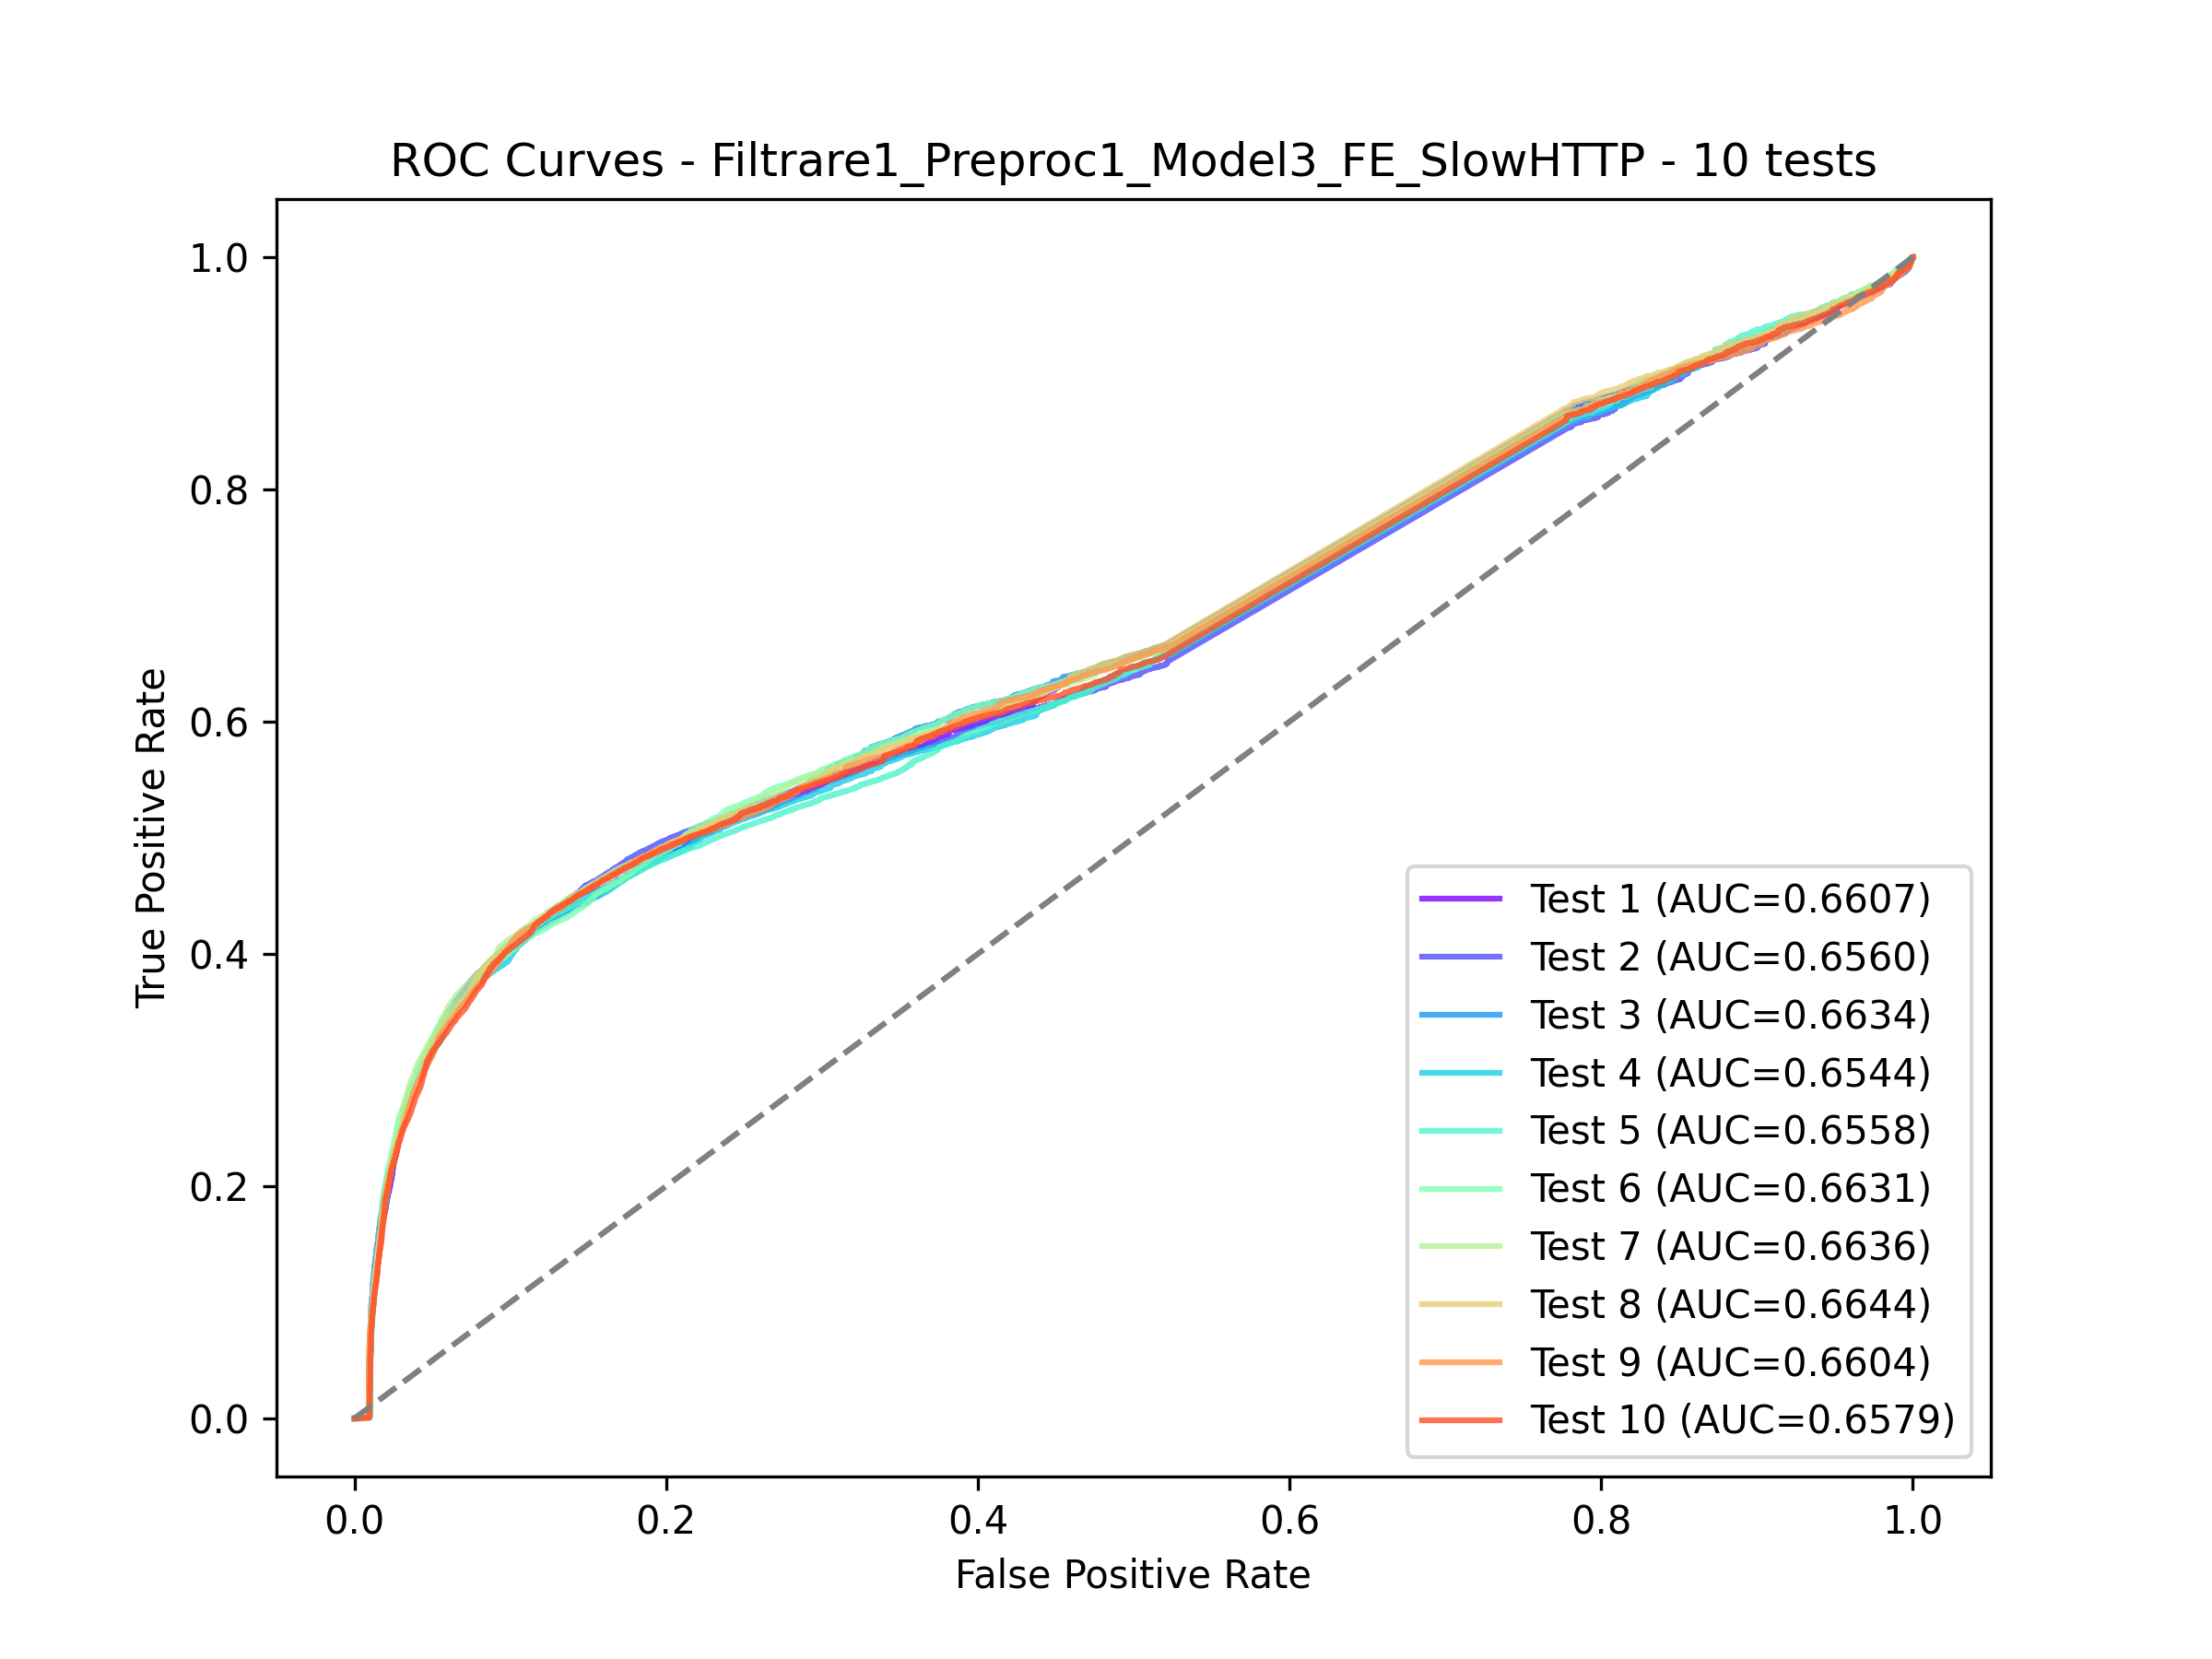 ROC Curves - Filtrare1_Preproc1_Model3_FE_SlowHTTP - 10 tests
True Positive Rate
1.0
0.8
0.6
0.4
0.2
0.0
Test 1 (AUC=0.6607)
Test 2 (AUC=0.6560)
Test 3 (AUC=0.6634)
Test 4 (AUC=0.6544)
Test 5 (AUC=0.6558)
Test 6 (AUC=0.6631)
Test 7 (AUC=0.6636)
Test 8 (AUC=0.6644)
Test 9 (AUC=0.6604)
Test 10 (AUC=0.6579)
0.0 0.2 0.4 0.6 0.8 1.0
False Positive Rate